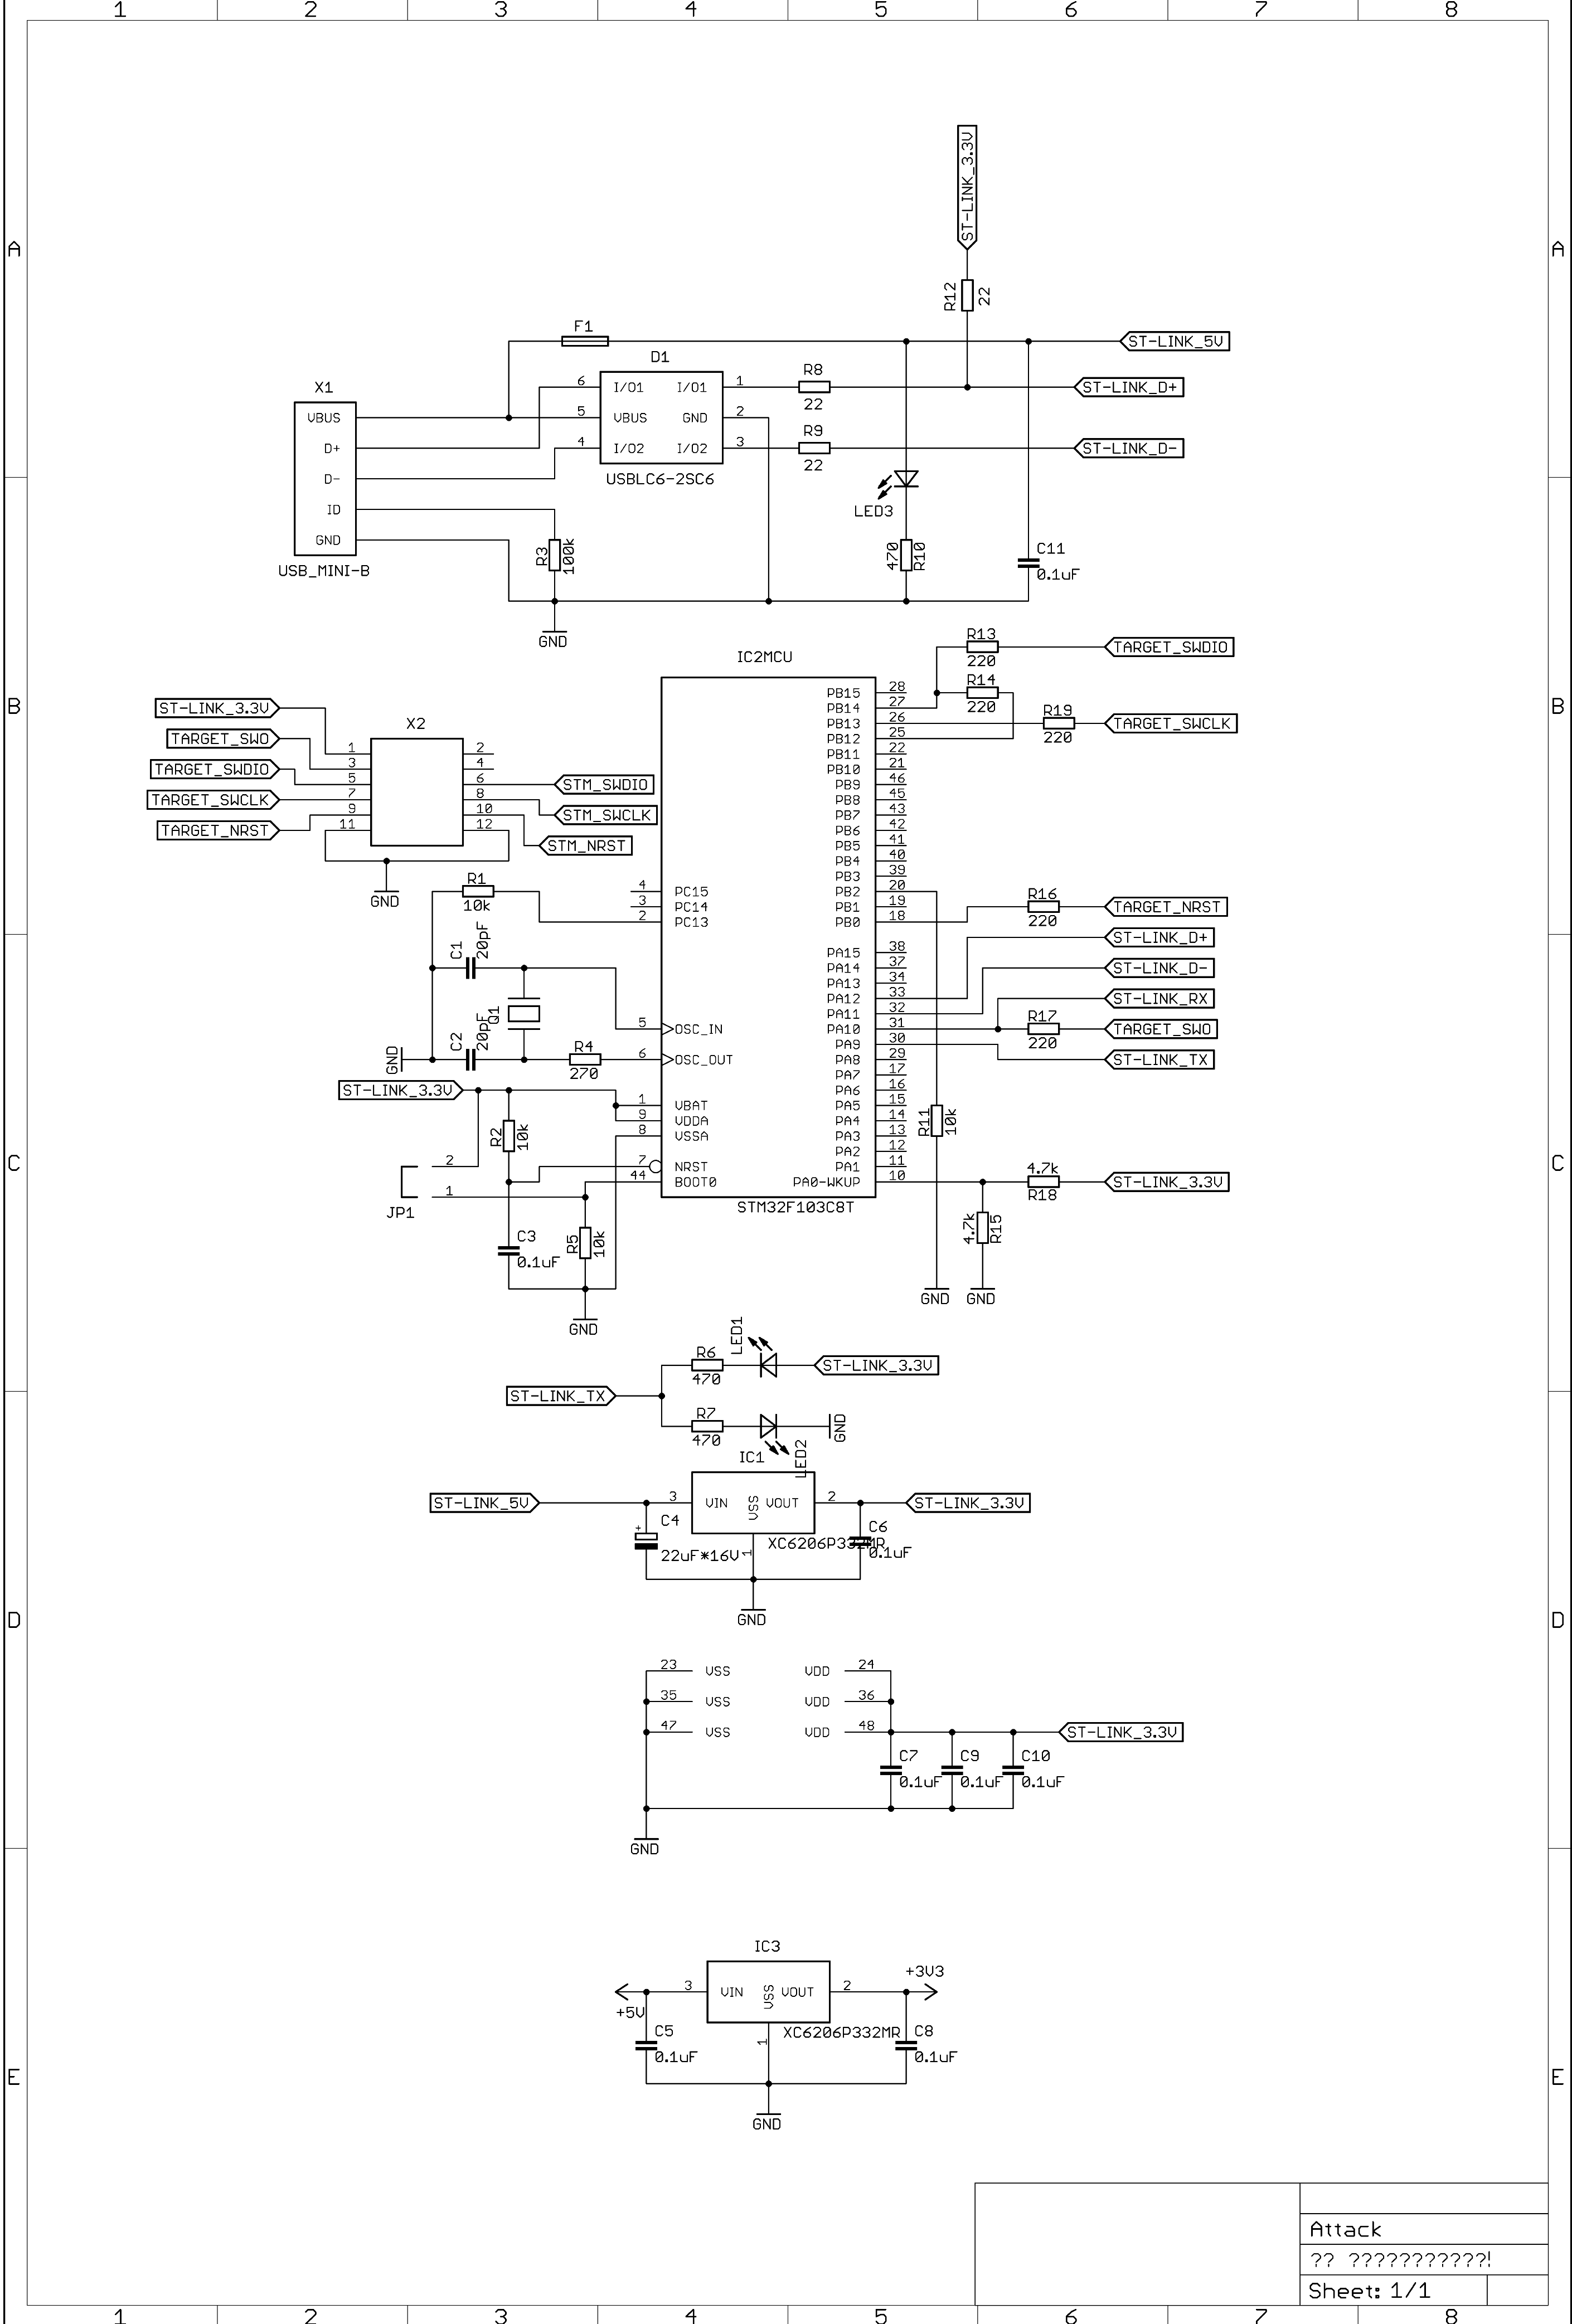 1 2 3 4 5 6 7 8
A A
ST-LINK_3.3V
R12
22
F1
ST-LINK_5V
D1
X1
6 I/O1 I/O1 1
R8
22
ST-LINK_D+
VBUS
5 VBUS GND 2
D+
4 I/O2 I/O2 3
R9
22
ST-LINK_D-
D-
USBLC6-2SC6
ID
LED3
GND
R3
100k
470
R10
C11
0.1uF
USB_MINI-B
GND
R13
220
TARGET_SWDIO
IC2MCU
B B
R14
220
R19
220
TARGET_SWCLK
ST-LINK_3.3V
X2
TARGET_SWO
TARGET_SWDIO
TARGET_SWCLK
TARGET_NRST
1 2
3 4
5 6
7 8
9 10
11 12
STM_SWDIO
STM_SWCLK
STM_NRST
GND
PB15 28
PB14 27
PB13 26
PB12 25
PB11 22
PB10 21
PB9 46
PB8 45
PB7 43
PB6 42
PB5 41
PB4 40
PB3 39
PB2 20
PB1 19
PB0 18
R1
10k
4 PC15
3 PC14
2 PC13
R16
220
TARGET_NRST
ST-LINK_D+
ST-LINK_D-
ST-LINK_RX
R17
220
TARGET_SWO
ST-LINK_TX
C1
20pF
Q1
C2
20pF
GND
R4
270
5 OSC_IN
6 OSC_OUT
PA15 38
PA14 37
PA13 34
PA12 33
PA11 32
PA10 31
PA9 30
PA8 29
PA7 17
PA6 16
PA5 15
PA4 14
PA3 13
PA2 12
PA1 11
PA0-WKUP 10
ST-LINK_3.3V
1 VBAT
9 VDDA
8 VSSA
R2
10k
7 NRST
44 BOOT0
R11
10k
C C
2
1
JP1
STM32F103C8T
4.7k
R18
ST-LINK_3.3V
4.7k
R15
C3
0.1uF
R5
10k
GND
GND
GND
LED1
R6
470
ST-LINK_3.3V
ST-LINK_TX
R7
470
GND
LED2
IC1
ST-LINK_5V
3 VIN VSS VOUT 2
ST-LINK_3.3V
C4
22uF*16V
1
XC6206P332MR
C6
0.1uF
GND
D D
23 VSS VDD 24
35 VSS VDD 36
47 VSS VDD 48
ST-LINK_3.3V
C7
0.1uF
C9
0.1uF
C10
0.1uF
GND
IC3
+3V3
3 VIN VSS VOUT 2
+5V
C5
0.1uF
1
XC6206P332MR
C8
0.1uF
E E
GND
Attack
?? ???????????!
Sheet: 1/1
1 2 3 4 5 6 7 8